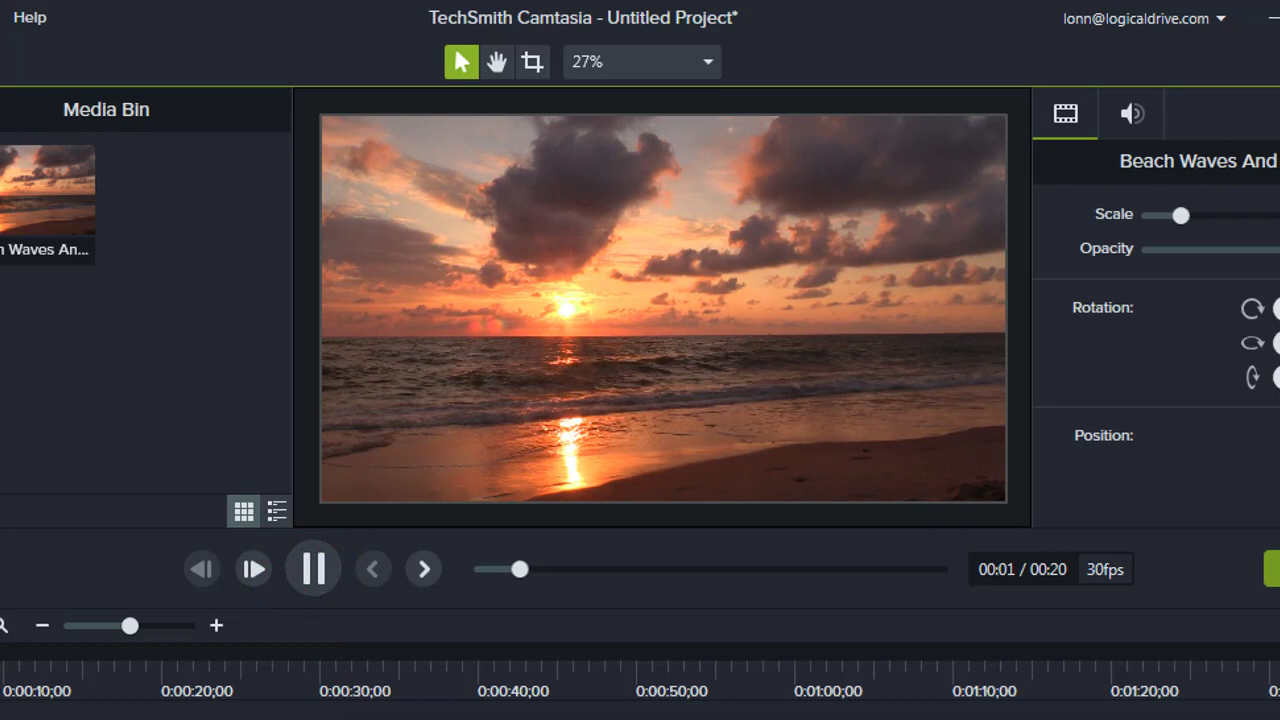 Help
TechSmith Camtasia - Untitled Project*
lonn@logicaldrive.com
27%
Media Bin
Waves An...
Beach Waves And
Scale
Opacity
Rotation:
Position:
00:01 / 00:20
30fps
0:00:10;00
0:00:20;00
0:00:30;00
0:00:40;00
0:00:50;00
0:01:00;00
0:01:10;00
0:01:20;00